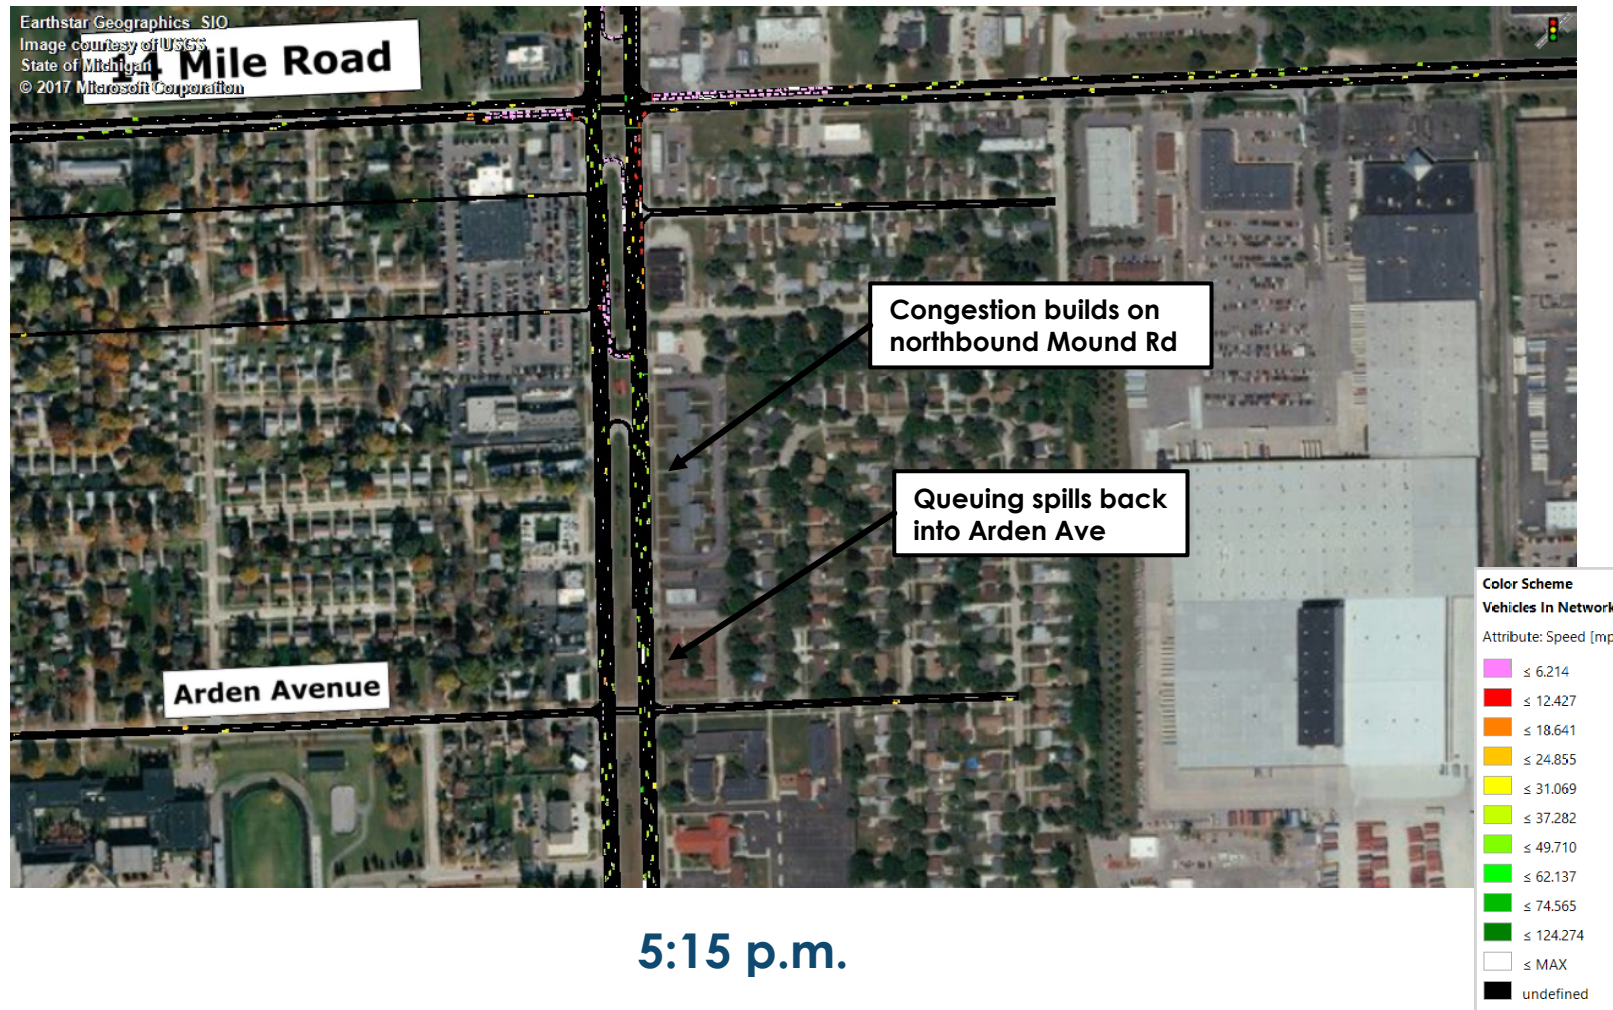 Earthstar Geographics SIO
Image courtesy of USGS
State of Michigan
© 2017 Microsoft Corporation
14 Mile Road
Congestion builds on
northbound Mound Rd
Queuing spills back
into Arden Ave
Arden Avenue
Color Scheme
Vehicles In Network
Attribute: Speed [mp
≤ 6.214
≤ 12.427
≤ 18.641
≤ 24.855
≤ 31.069
≤ 37.282
≤ 49.710
≤ 62.137
≤ 74.565
≤ 124.274
≤ MAX
undefined
5:15 p.m.